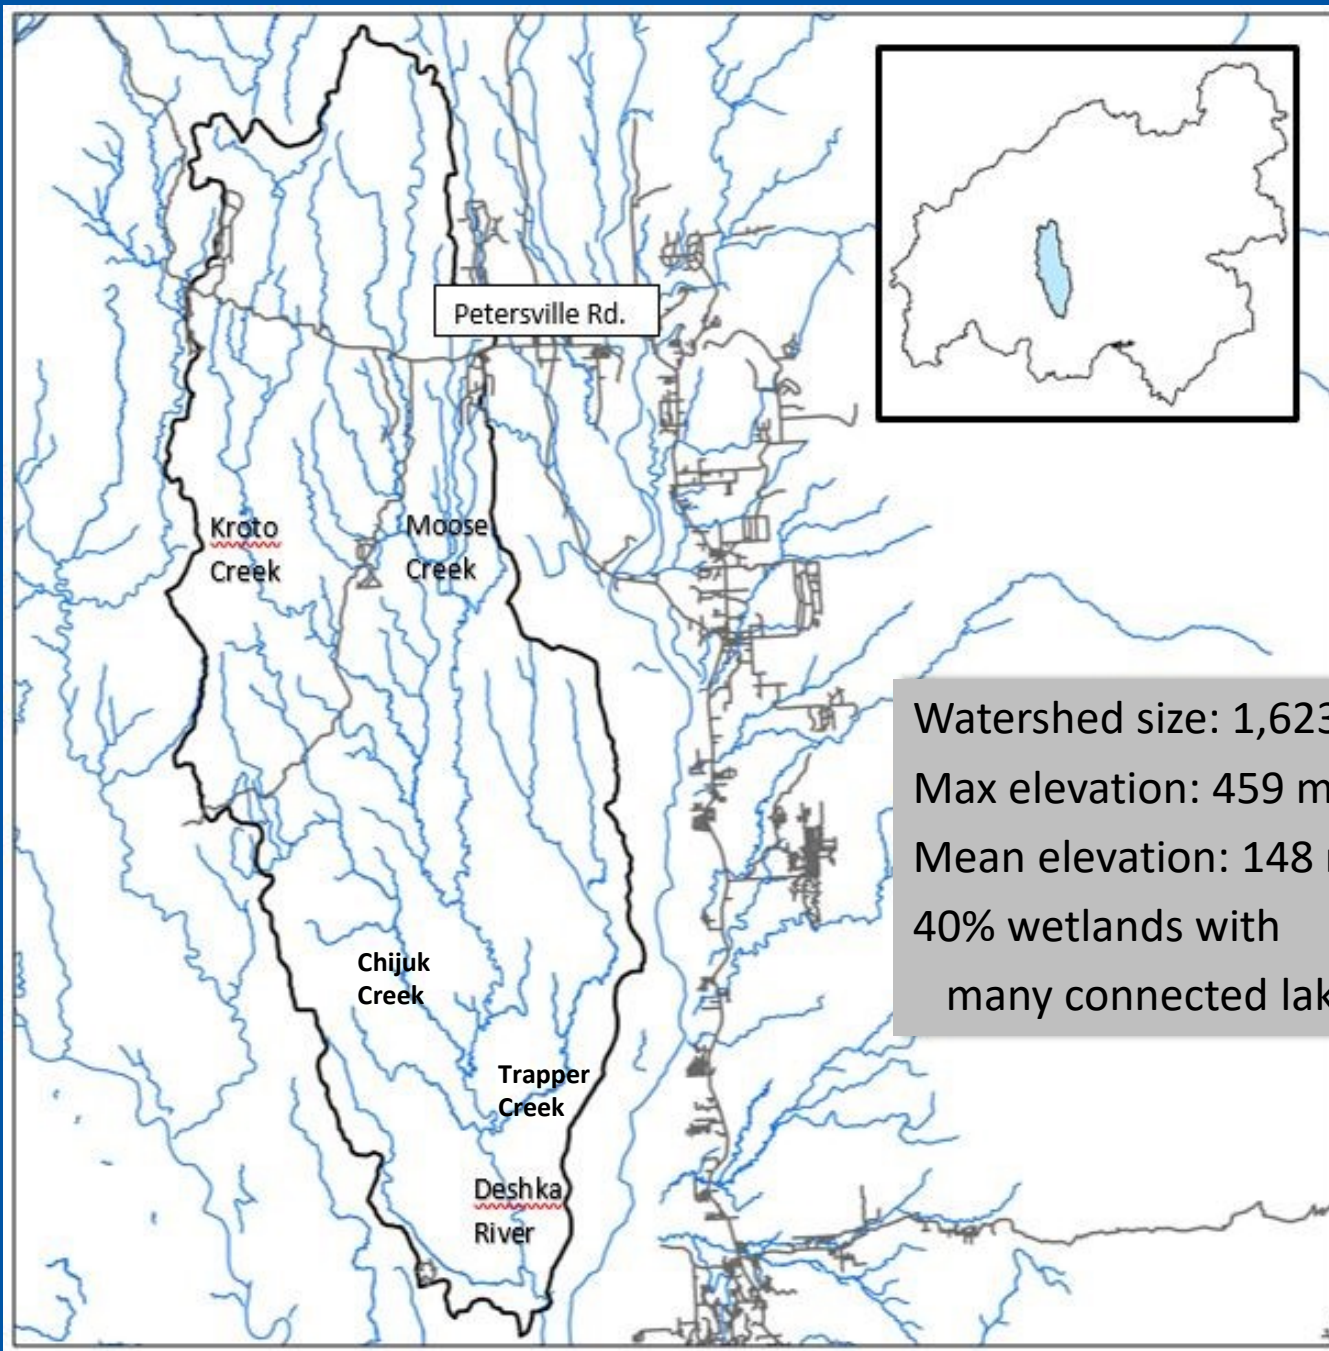 Petersville Rd.
Kroto
Creek
Moose
Creek
Watershed size: 1,623
Max elevation: 459 m
Mean elevation: 148
40% wetlands with
many connected
Chijuk
Creek
Trapper
Creek
Deshka
River